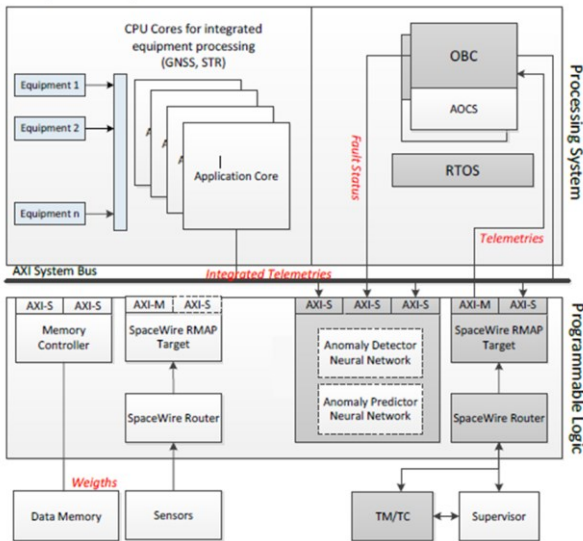 CPU Cores for integrated
equipment processing
(GNSS, STR)
Equipment 1
Equipment 2
Equipment n
Application Core
OBC
AOCS
RTOS
Fault Status
Telemetries
Processing System
AXI System Bus
Integrated Telemetries
AXI-S AXI-S
Memory
Controller
AXI-M AXI-S
SpaceWire RMAP
Target
SpaceWire Router
AXI-S AXI-S AXI-S
Anomaly Detector
Neural Network
Anomaly Predictor
Neural Network
AXI-M AXI-S
SpaceWire RMAP
Target
SpaceWire Router
Programmable Logic
Weigths
Data Memory
Sensors
TM/TC
Supervisor